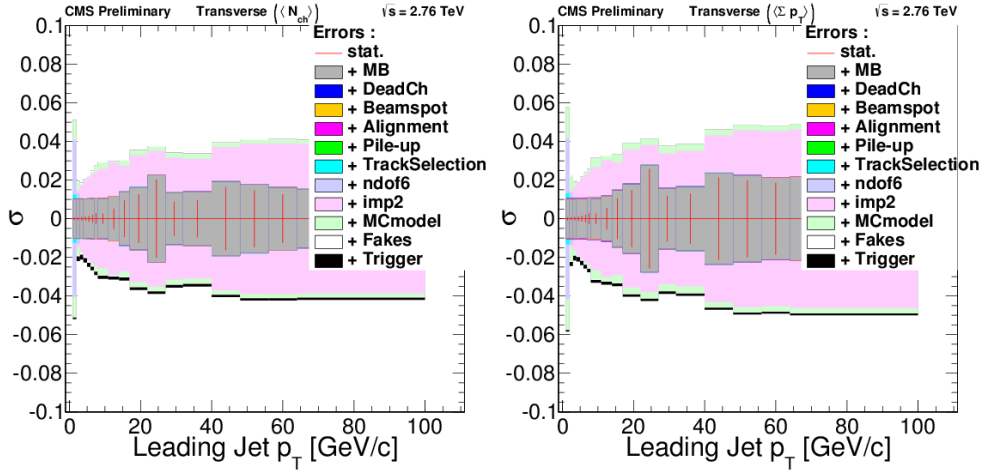 CMS Preliminary Transverse (⟨ N_ch ⟩) √s = 2.76 TeV
Errors :
stat.
+ MB
+ DeadCh
+ Beamspot
+ Alignment
+ Pile-up
+ TrackSelection
+ ndof6
+ imp2
+ MCmodel
+ Fakes
+ Trigger
σ
0.1
0.08
0.06
0.04
0.02
0
-0.02
-0.04
-0.06
-0.08
-0.1
0 20 40 60 80 100
Leading Jet p_T [GeV/c]
CMS Preliminary Transverse (⟨ Σ p_T ⟩) √s = 2.76 TeV
Errors :
stat.
+ MB
+ DeadCh
+ Beamspot
+ Alignment
+ Pile-up
+ TrackSelection
+ ndof6
+ imp2
+ MCmodel
+ Fakes
+ Trigger
σ
0.1
0.08
0.06
0.04
0.02
0
-0.02
-0.04
-0.06
-0.08
-0.1
0 20 40 60 80 100
Leading Jet p_T [GeV/c]